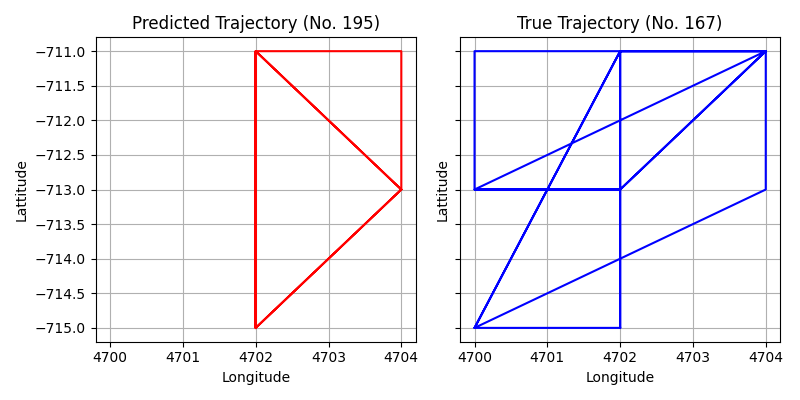 Predicted Trajectory (No. 195)
True Trajectory (No. 167)
−711.0
−711.5
−712.0
−712.5
−713.0
−713.5
−714.0
−714.5
−715.0
Lattitude
Lattitude
4700 4701 4702 4703 4704
4700 4701 4702 4703 4704
Longitude
Longitude